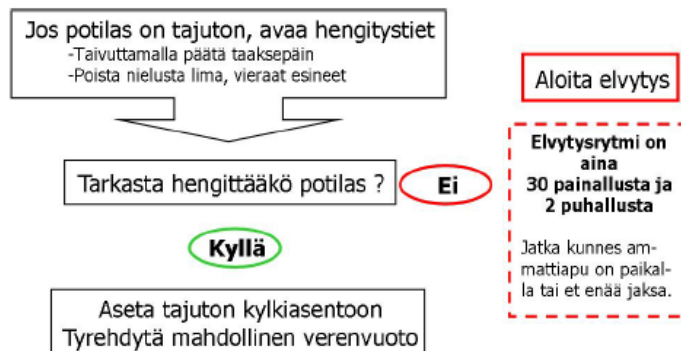 Jos potilas on tajuton, avaa hengitystiet
-Taivuttamalla päätä taaksepäin
-Poista nielusta lima, vieraat esineet
Tarkasta hengittääkö potilas ?
Ei
Aloita elvytys
Elvytysrytmi on
aina
30 painallusta ja
2 puhallusta
Jatka kunnes am-
mattiapu on paikal-
la tai et enää jaksa.
Kyllä
Aseta tajuton kylkiasentoon
Tyrehdytä mahdollinen verenvuoto